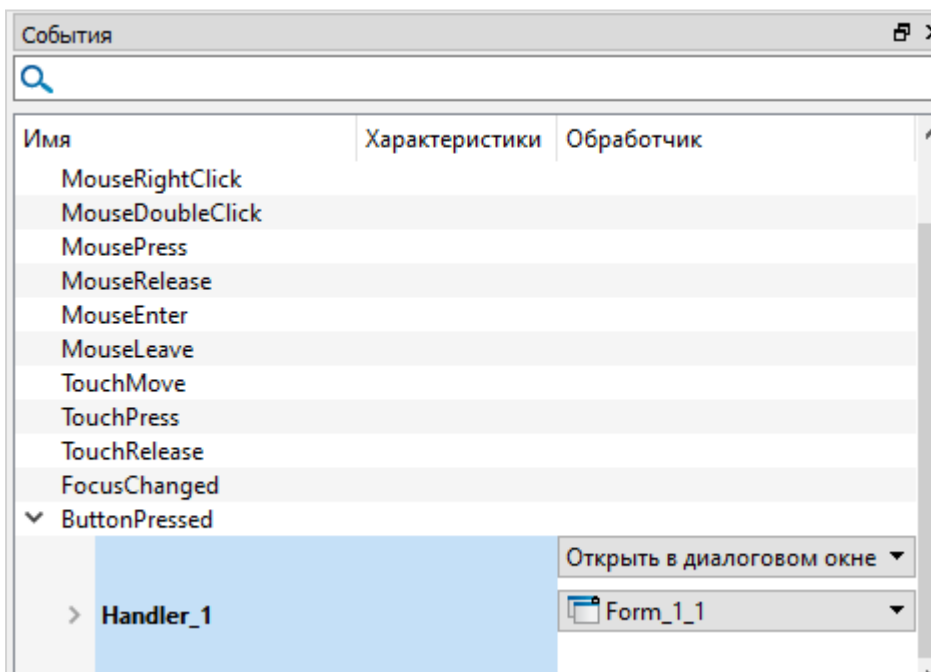 События
Имя Характеристики Обработчик
MouseRightClick
MouseDoubleClick
MousePress
MouseRelease
MouseEnter
MouseLeave
TouchMove
TouchPress
TouchRelease
FocusChanged
ButtonPressed
Открыть в диалоговом окне
Handler_1 Form_1_1